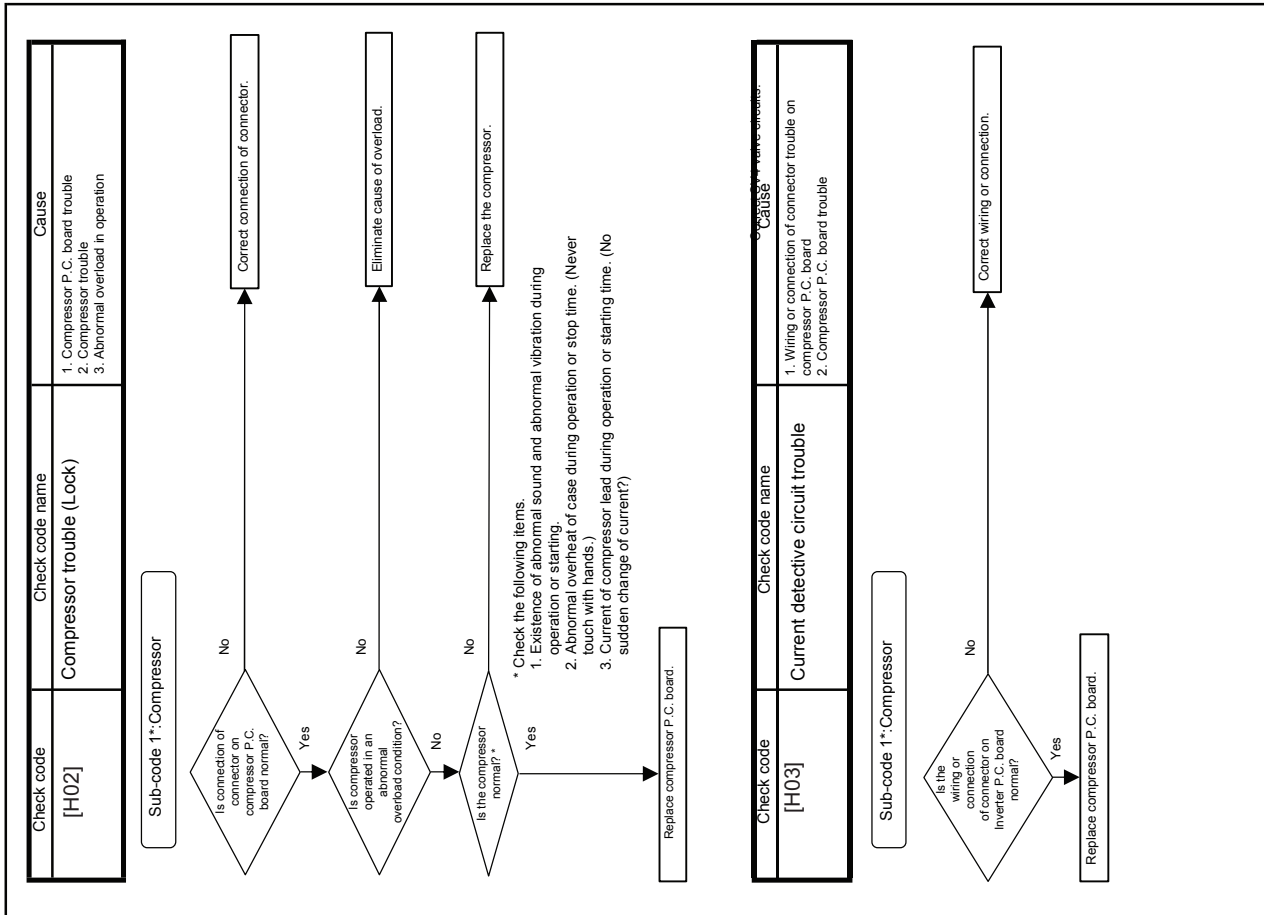 Check code
Check code name
Cause
[H02]
Compressor trouble (Lock)
1. Compressor P.C. board trouble
2. Compressor trouble
3. Abnormal overload in operation
Sub-code 1*:Compressor
Is connection of
connector on
compressor P.C.
board normal?
No
Correct connection of connector.
Yes
Is compressor
operated in an
abnormal
overload condition?
No
Eliminate cause of overload.
No
Is the compressor
normal? *
No
Replace the compressor.
Yes
* Check the following items.
1. Existence of abnormal sound and abnormal vibration during
operation or starting.
2. Abnormal overheat of case during operation or stop time. (Never
touch with hands.)
3. Current of compressor lead during operation or starting time. (No
sudden change of current?)
Replace compressor P.C. board.
Check code
Check code name
valve circuits.
Cause
[H03]
Current detective circuit trouble
1. Wiring or connection of connector trouble on
compressor P.C. board
2. Compressor P.C. board trouble
Sub-code 1*:Compressor
Is the
wiring or
connection
of connector on
Inverter P.C. board
normal?
No
Correct wiring or connection.
Yes
Replace compressor P.C. board.